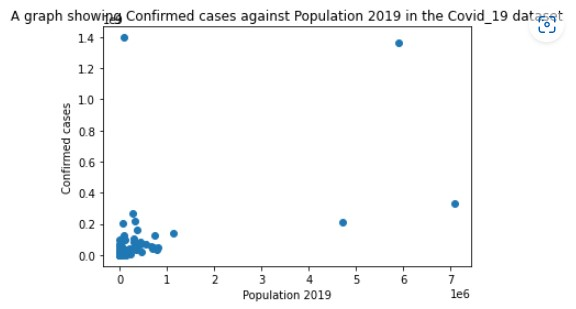 A graph showing Confirmed cases against Population 2019 in the Covid_19 dataset
1e9
1.4
1.2
1.0
0.8
0.6
0.4
0.2
0.0
Confirmed cases
0 1 2 3 4 5 6 7
1e6
Population 2019